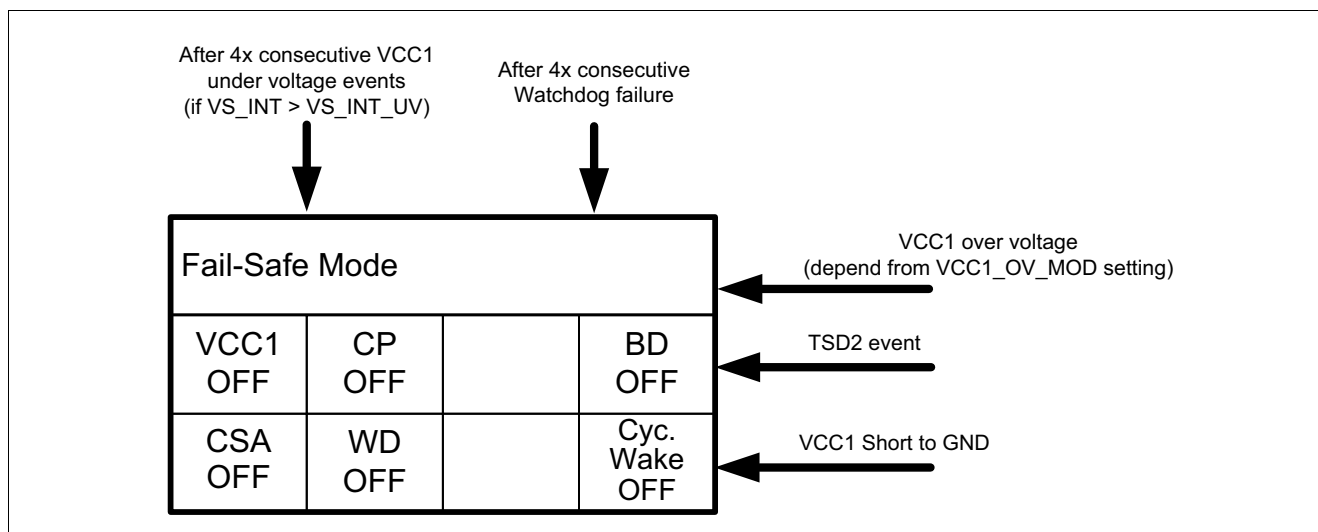 After 4x consecutive VCC1
under voltage events
(if VS_INT > VS_INT_UV)
After 4x consecutive
Watchdog failure
Fail-Safe Mode
VCC1 over voltage
(depend from VCC1_OV_MOD setting)
VCC1
OFF
CP
OFF
BD
OFF
TSD2 event
CSA
OFF
WD
OFF
Cyc.
Wake
OFF
VCC1 Short to GND